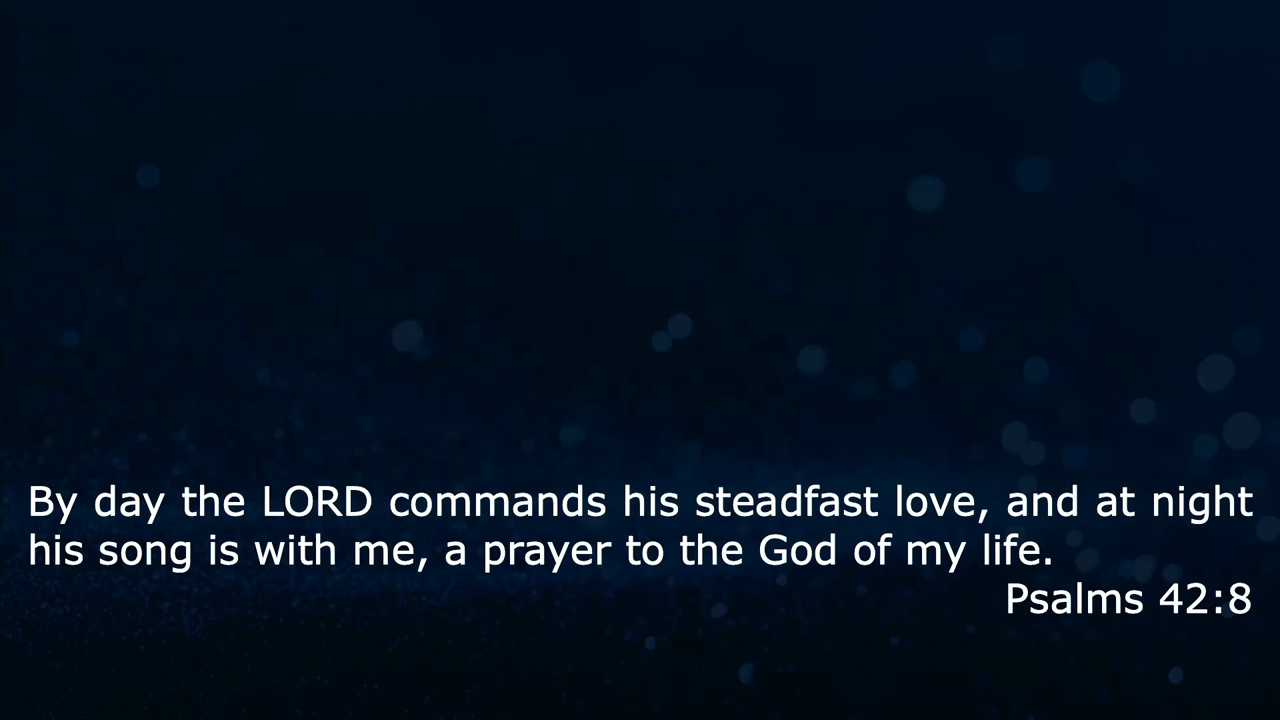 By day the LORD commands his steadfast love, and at night
his song is with me, a prayer to the God of my life.
Psalms 42:8